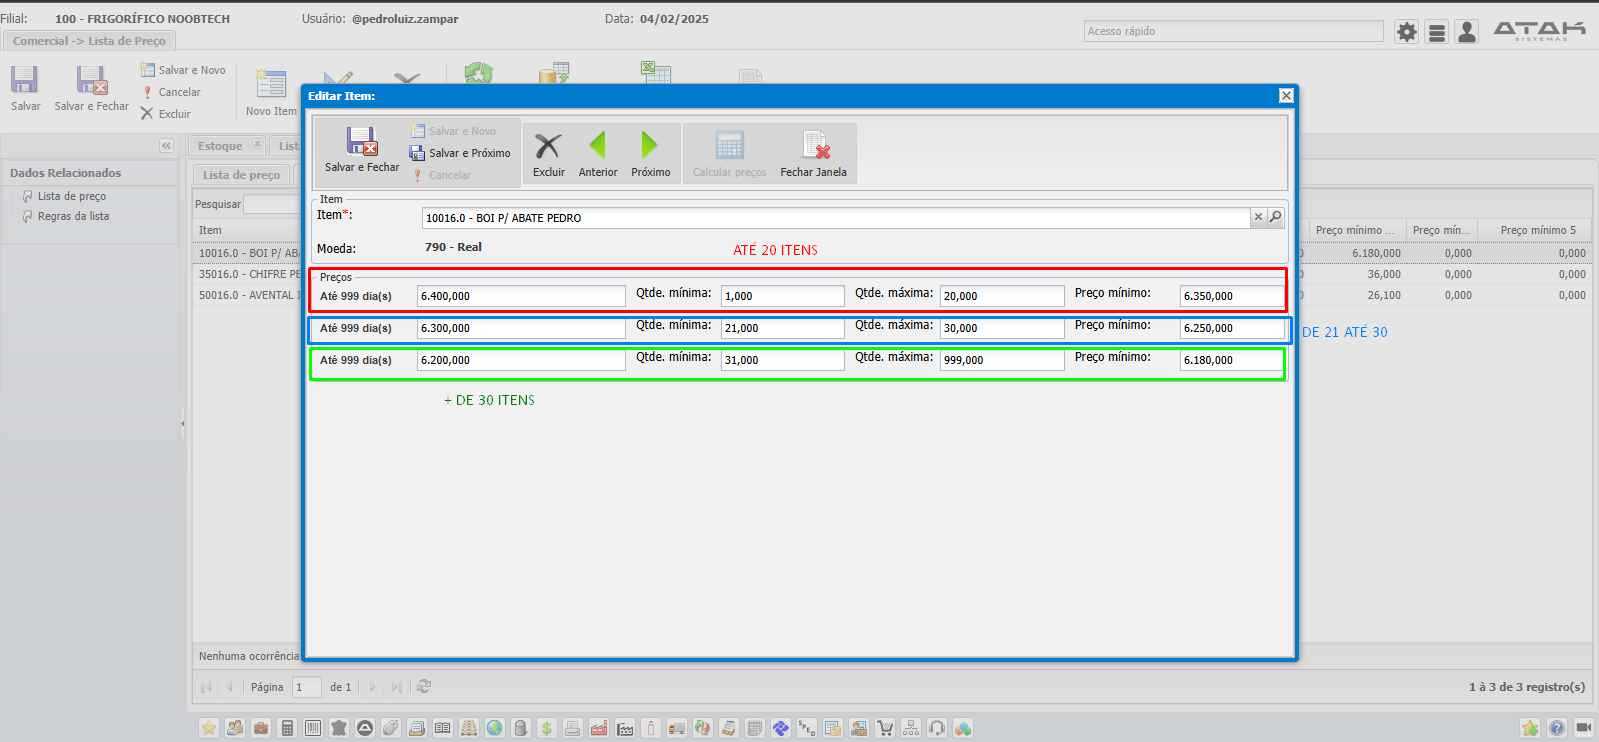 Filial: 100 - FRIGORÍFICO NOOBTECH Usuário: @pedroluiz.zampar Data: 04/02/2025
Comercial -> Lista de Preço
Acesso rápido
ATAK
SISTEMAS
Salvar
Salvar e Fechar
Salvar e Novo
Cancelar
Excluir
Novo Item
Editar Item:
Salvar e Fechar
Salvar e Novo
Salvar e Próximo
Cancelar
Excluir
Anterior
Próximo
Calcular preços
Fechar Janela
Estoque
List
Dados Relacionados
Lista de preço
Regras da lista
Lista de preço
Pesquisar
Item
10016.0 - BOI P/ ABA
35016.0 - CHIFRE PE
50016.0 - AVENTAL I
Item
Item*: 10016.0 - BOI P/ ABATE PEDRO
Moeda: 790 - Real
ATÉ 20 ITENS
Preços
Até 999 dia(s) 6.400,000 Qtde. mínima: 1,000 Qtde. máxima: 20,000 Preço mínimo: 6.350,000
Até 999 dia(s) 6.300,000 Qtde. mínima: 21,000 Qtde. máxima: 30,000 Preço mínimo: 6.250,000
Até 999 dia(s) 6.200,000 Qtde. mínima: 31,000 Qtde. máxima: 999,000 Preço mínimo: 6.180,000
+ DE 30 ITENS
Preço mínimo ... Preço mín... Preço mínimo 5
0 6.180,000 0,000 0,000
0 36,000 0,000 0,000
0 26,100 0,000 0,000
DE 21 ATÉ 30
Nenhuma ocorrência
Página 1 de 1
1 à 3 de 3 registro(s)